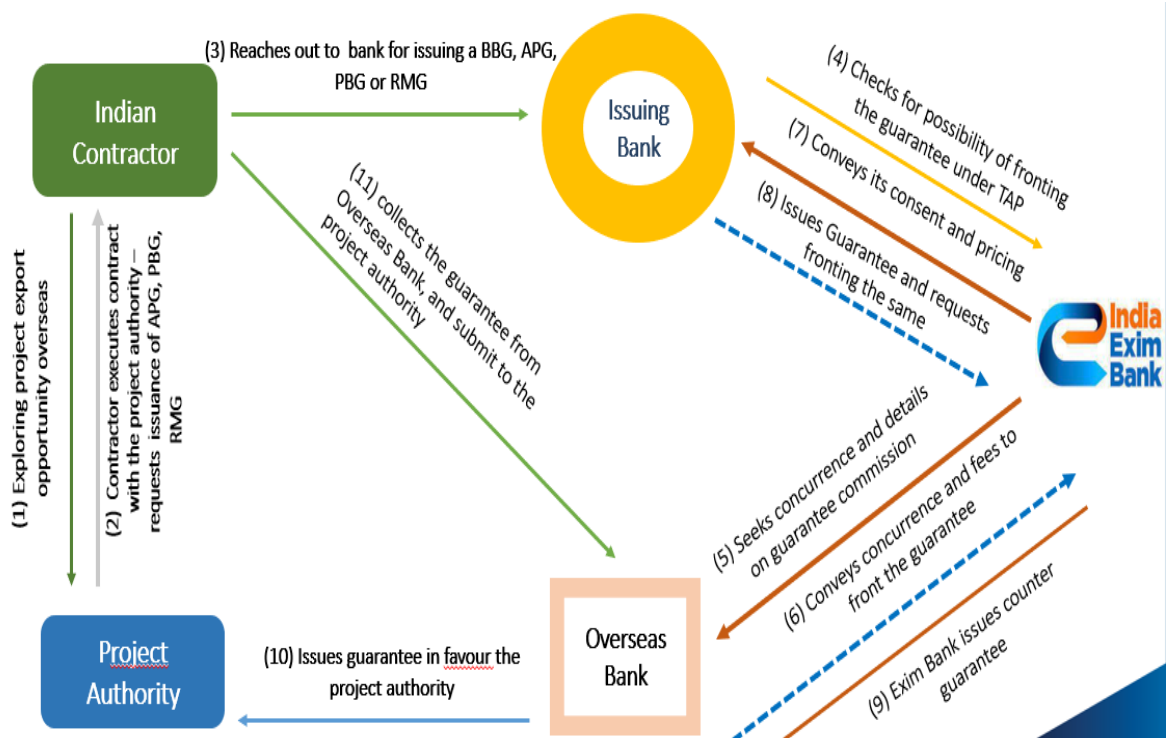 (3) Reaches out to  bank for issuing a BBG, APG,
PBG or RMG
Indian
Contractor
Issuing
Bank
(4) Checks for possibility of fronting
the guarantee under TAP
(7) Conveys its consent and pricing
(8) Issues Guarantee and requests
fronting the same
(11) collects the guarantee from
Overseas Bank, and submit to the
project authority
(1) Exploring project export
opportunity overseas
(2) Contractor executes contract
with the project authority –
requests issuance of APG, PBG,
RMG
India
Exim
Bank
(5) Seeks concurrence and details
on guarantee commission
(6) Conveys concurrence and fees to
front the guarantee
(9) Exim Bank issues counter
guarantee
Project
Authority
(10) Issues guarantee in favour the
project authority
Overseas
Bank